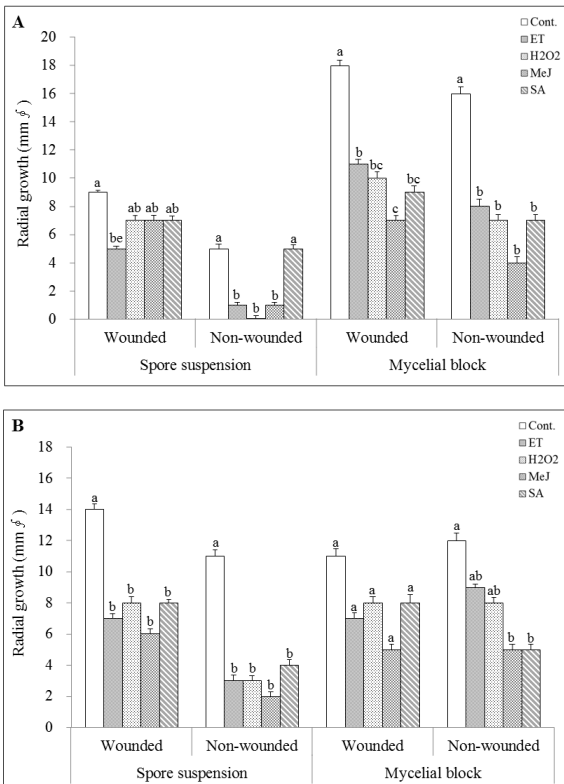 A
Cont.
ET
H2O2
MeJ
SA
Radial growth (mm ∮)
20
18
16
14
12
10
8
6
4
2
0
a
be
ab
ab
ab
a
b
b
b
a
a
b
bc
c
bc
a
b
b
b
b
Wounded
Non-wounded
Wounded
Non-wounded
Spore suspension
Mycelial block
B
Cont.
ET
H2O2
MeJ
SA
Radial growth (mm ∮)
18
16
14
12
10
8
6
4
2
0
a
b
b
b
b
a
b
b
b
b
a
a
a
a
a
a
ab
ab
b
b
Wounded
Non-wounded
Wounded
Non-wounded
Spore suspension
Mycelial block